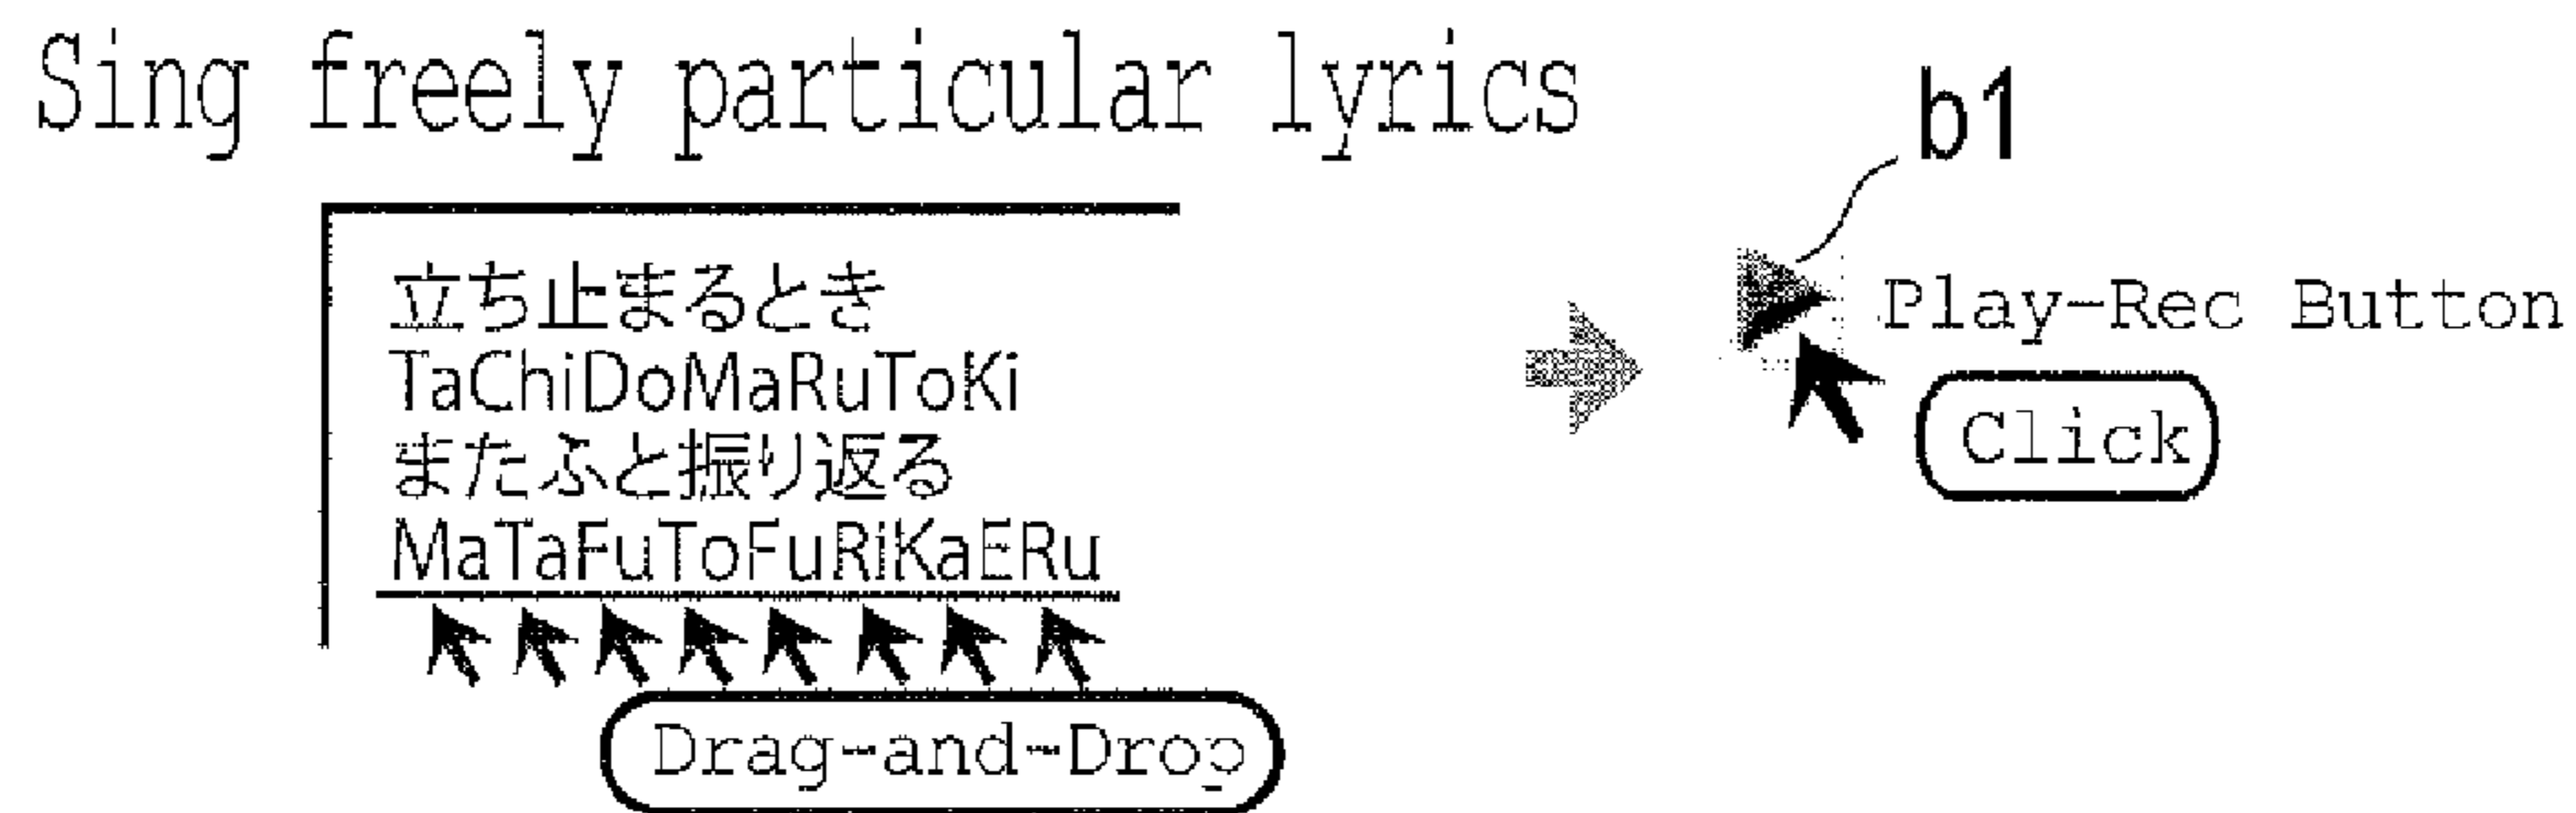 Sing freely particular lyrics
b1
立ち止まるとき
TaChiDoMaRuToKi
またふと振り返る
MaTaFuToFuRiKaERu
Drag-and-Drop
Play-Rec Button
Click